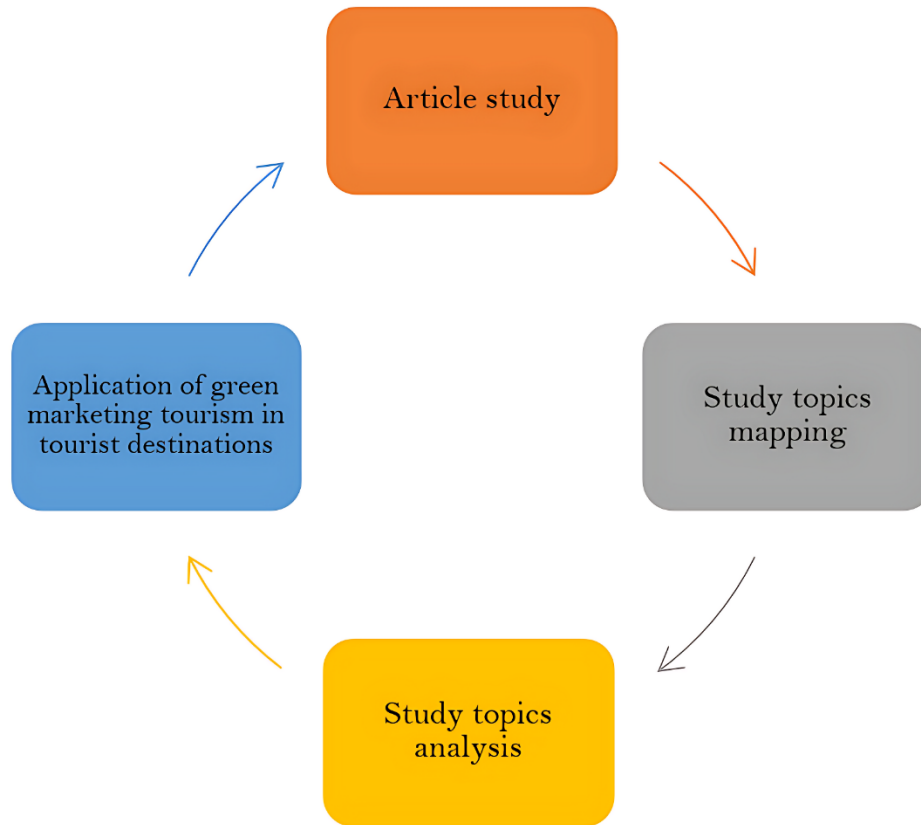 Article study
Study topics
mapping
Study topics
analysis
Application of green
marketing tourism in
tourist destinations